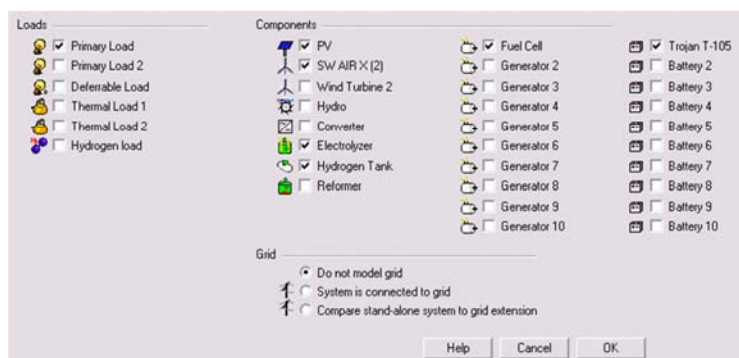 Loads
Primary Load
Primary Load 2
Deferrable Load
Thermal Load 1
Thermal Load 2
Hydrogen load
Components
PV
SW AIR X (2)
Wind Turbine 2
Hydro
Converter
Electrolyzer
Hydrogen Tank
Reformer
Fuel Cell
Generator 2
Generator 3
Generator 4
Generator 5
Generator 6
Generator 7
Generator 8
Generator 9
Generator 10
Trojan T-105
Battery 2
Battery 3
Battery 4
Battery 5
Battery 6
Battery 7
Battery 8
Battery 9
Battery 10
Grid
Do not model grid
System is connected to grid
Compare stand-alone system to grid extension
Help Cancel OK